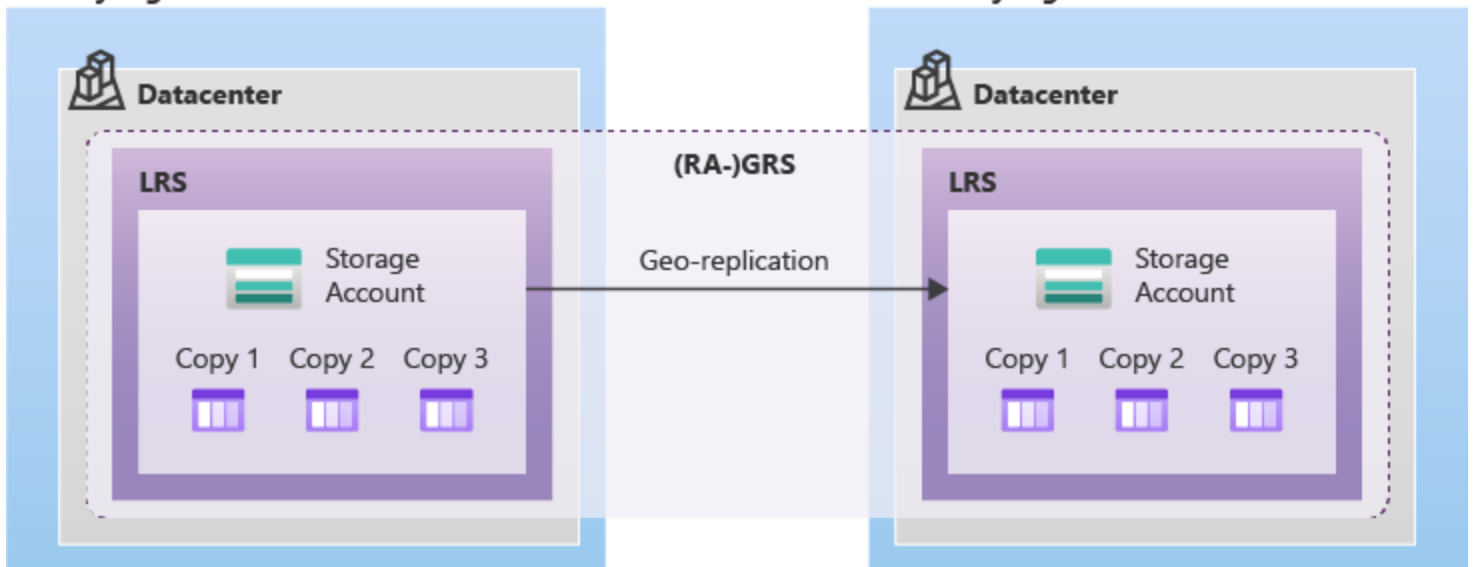 Datacenter
LRS
Storage
Account
Copy 1 Copy 2 Copy 3
(RA-)GRS
Geo-replication
Datacenter
LRS
Storage
Account
Copy 1 Copy 2 Copy 3